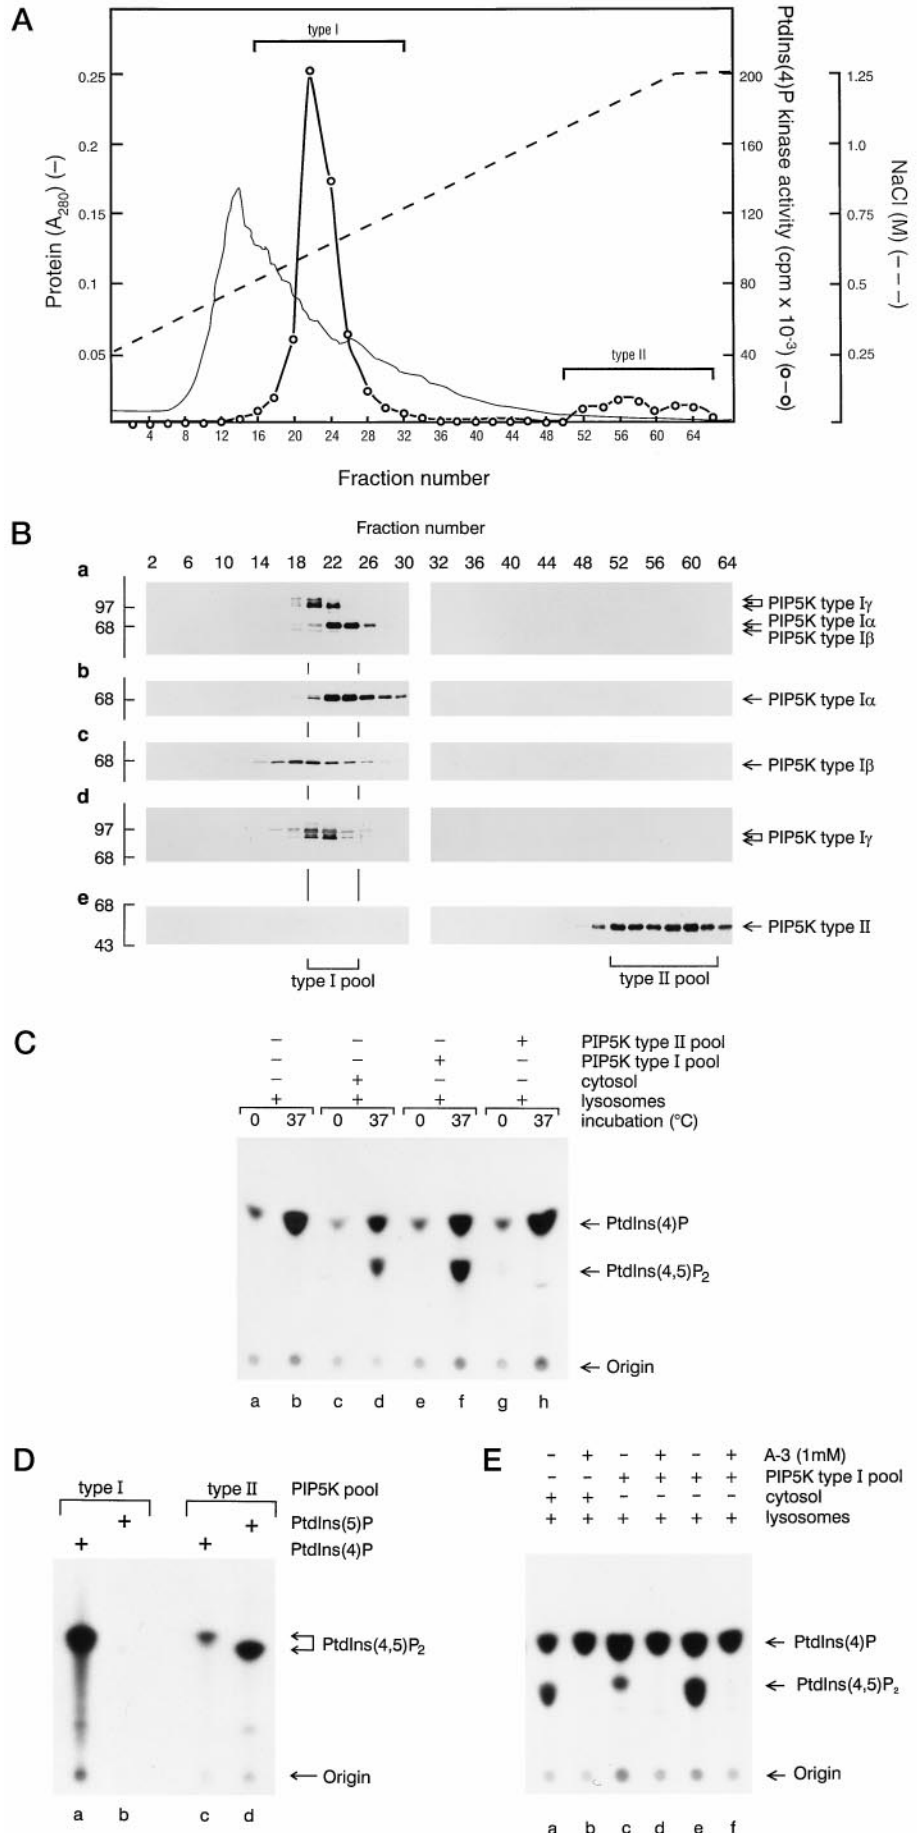 A
type I
type II
Protein (A280) (–)
0.25
0.2
0.15
0.1
0.05
PtdIns(4)P kinase activity (cpm x 10-3) (o–o)
200
160
120
80
40
NaCl (M) (– – –)
1.25
1.0
0.75
0.5
0.25
4 8 12 16 20 24 28 32 36 40 44 48 52 56 60 64
Fraction number
B
Fraction number
2 6 10 14 18 22 26 30 32 36 40 44 48 52 56 60 64
a
97
68
PIP5K type Iγ
PIP5K type Iα
PIP5K type Iβ
b
68
PIP5K type Iα
c
68
PIP5K type Iβ
d
97
68
PIP5K type Iγ
e
68
43
PIP5K type II
type I pool
type II pool
C
– – – + PIP5K type II pool
– – + – PIP5K type I pool
– + – – cytosol
+ + + + lysosomes
0 37 0 37 0 37 0 37 incubation (°C)
PtdIns(4)P
PtdIns(4,5)P2
Origin
a b c d e f g h
D
type I type II PIP5K pool
+ + PtdIns(5)P
+ + PtdIns(4)P
PtdIns(4,5)P2
Origin
a b c d
E
– + – + – + A-3 (1mM)
– – + + + + PIP5K type I pool
+ + – – – – cytosol
+ + + + + + lysosomes
PtdIns(4)P
PtdIns(4,5)P2
Origin
a b c d e f